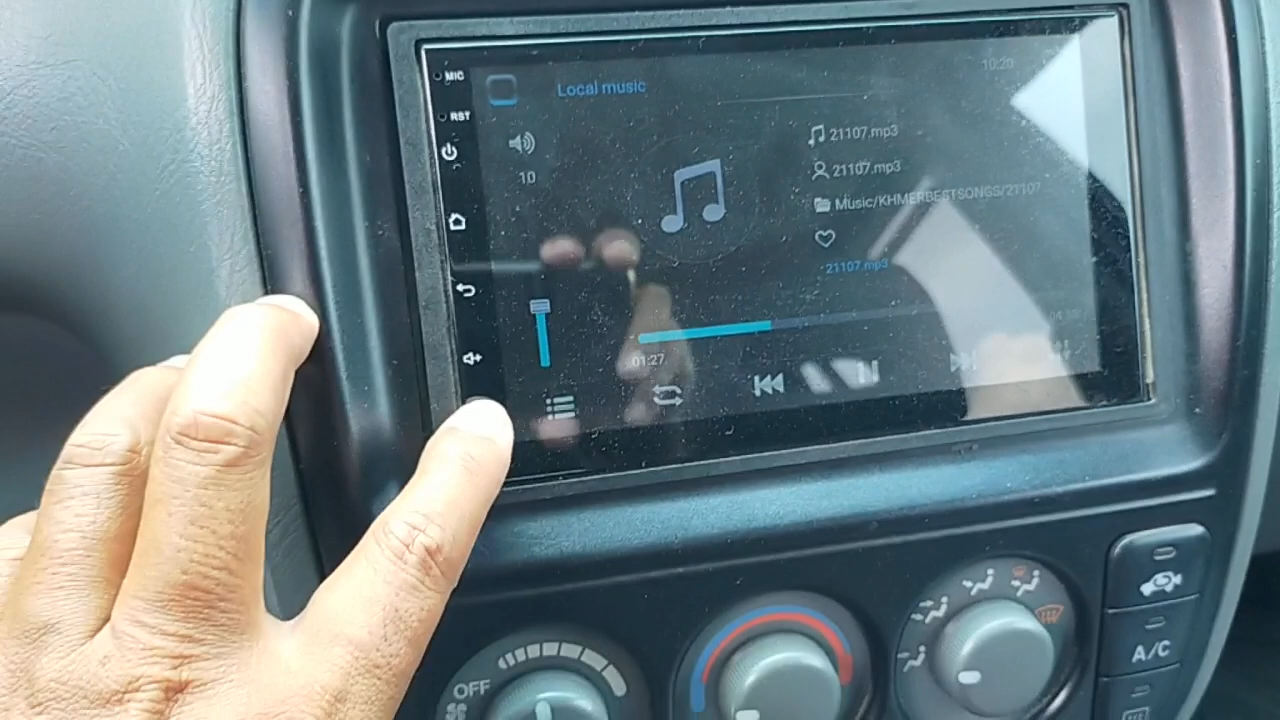 MIC
RST
Local music
10:20
10
21107.mp3
21107.mp3
Music/KHMERBESTSONGS/21107
21107.mp3
01:27
OFF
A/C